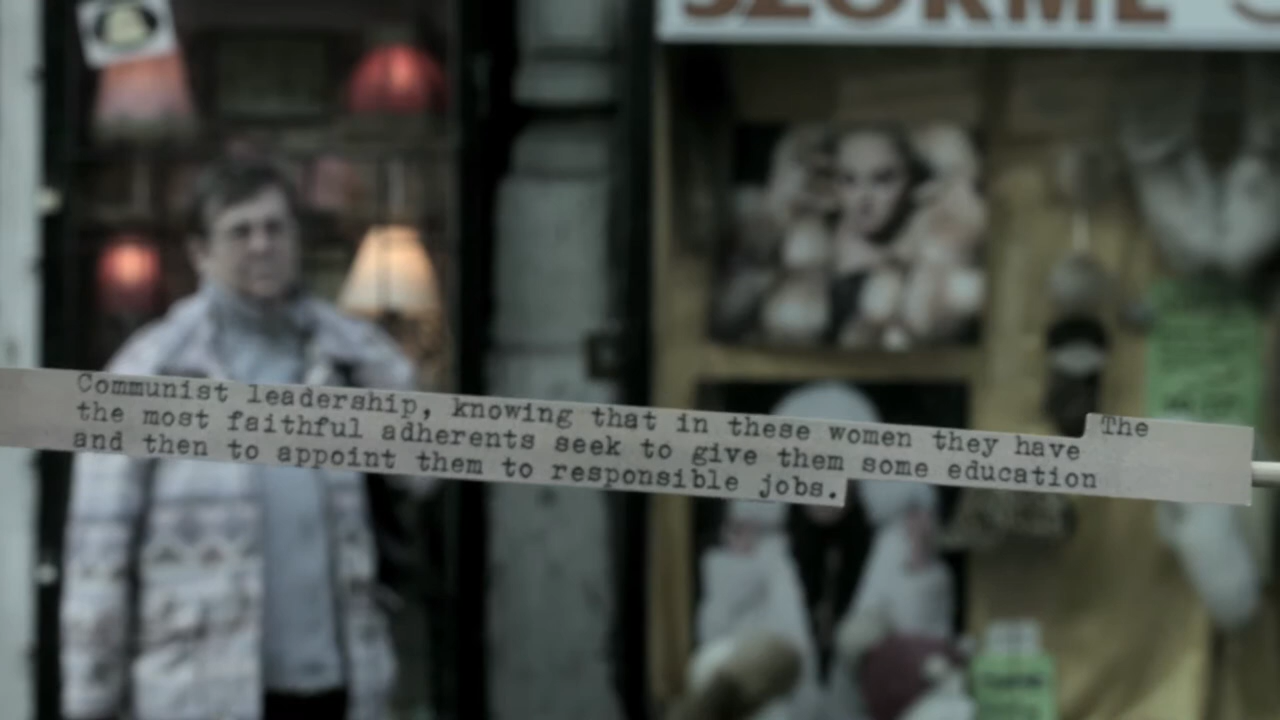 SZŐRME
The
Communist leadership, knowing that in these women they have
the most faithful adherents seek to give them some education
and then to appoint them to responsible jobs.